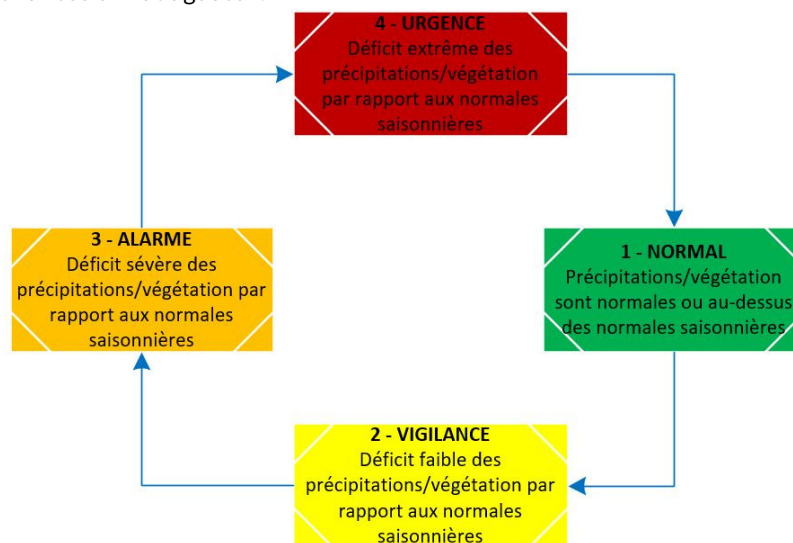 4 - URGENCE
Déficit extrême des
précipitations/végétation
par rapport aux normales
saisonnières
3 - ALARME
Déficit sévère des
précipitations/végétation par
rapport aux normales
saisonnières
1 - NORMAL
Précipitations/végétation
sont normales ou au-dessus
des normales saisonnières
2 - VIGILANCE
Déficit faible des
précipitations/végétation par
rapport aux normales
saisonnières